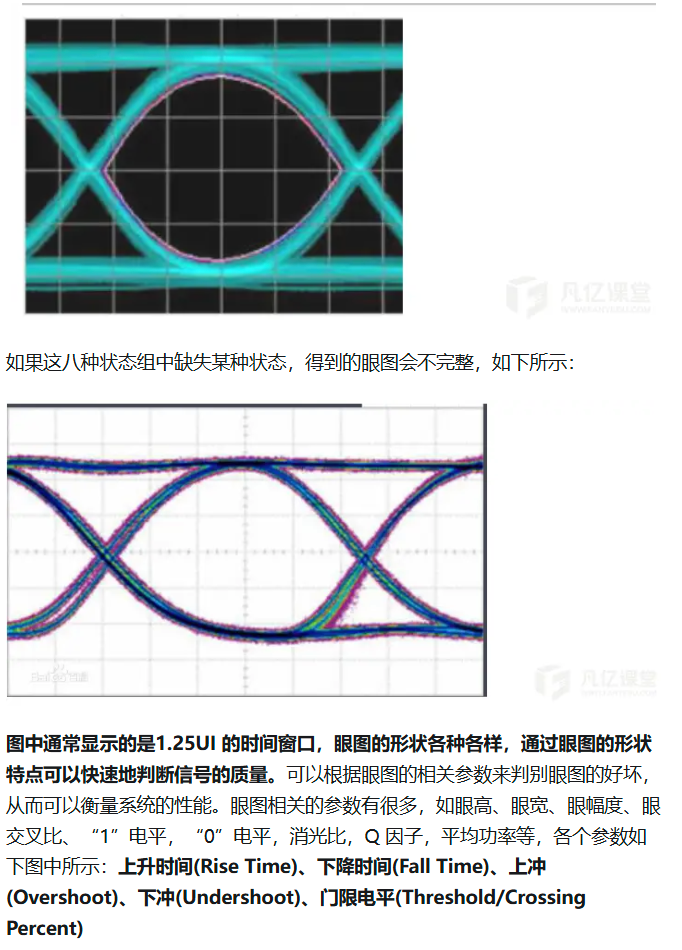 凡亿课堂
如果这八种状态组中缺失某种状态，得到的眼图会不完整，如下所示：
凡亿课堂
图中通常显示的是1.25UI 的时间窗口，眼图的形状各种各样，通过眼图的形状
特点可以快速地判断信号的质量。可以根据眼图的相关参数来判别眼图的好坏，
从而可以衡量系统的性能。眼图相关的参数有很多，如眼高、眼宽、眼幅度、眼
交叉比、“1”电平，“0”电平，消光比，Q 因子，平均功率等，各个参数如
下图中所示：上升时间(Rise Time)、下降时间(Fall Time)、上冲
(Overshoot)、下冲(Undershoot)、门限电平(Threshold/Crossing
Percent)